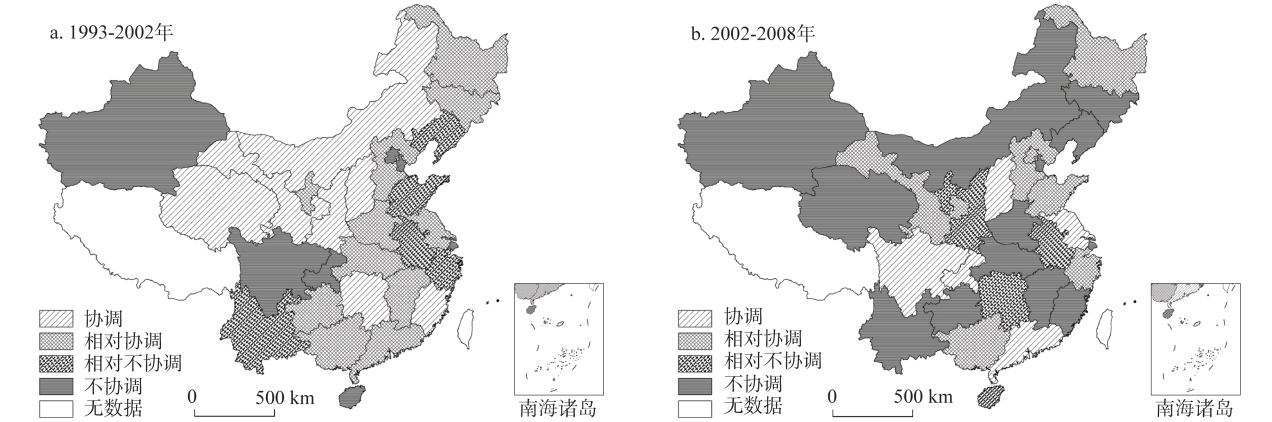 a. 1993-2002年
协调
相对协调
相对不协调
不协调
无数据
0 500 km
南海诸岛
b. 2002-2008年
协调
相对协调
相对不协调
不协调
无数据
0 500 km
南海诸岛